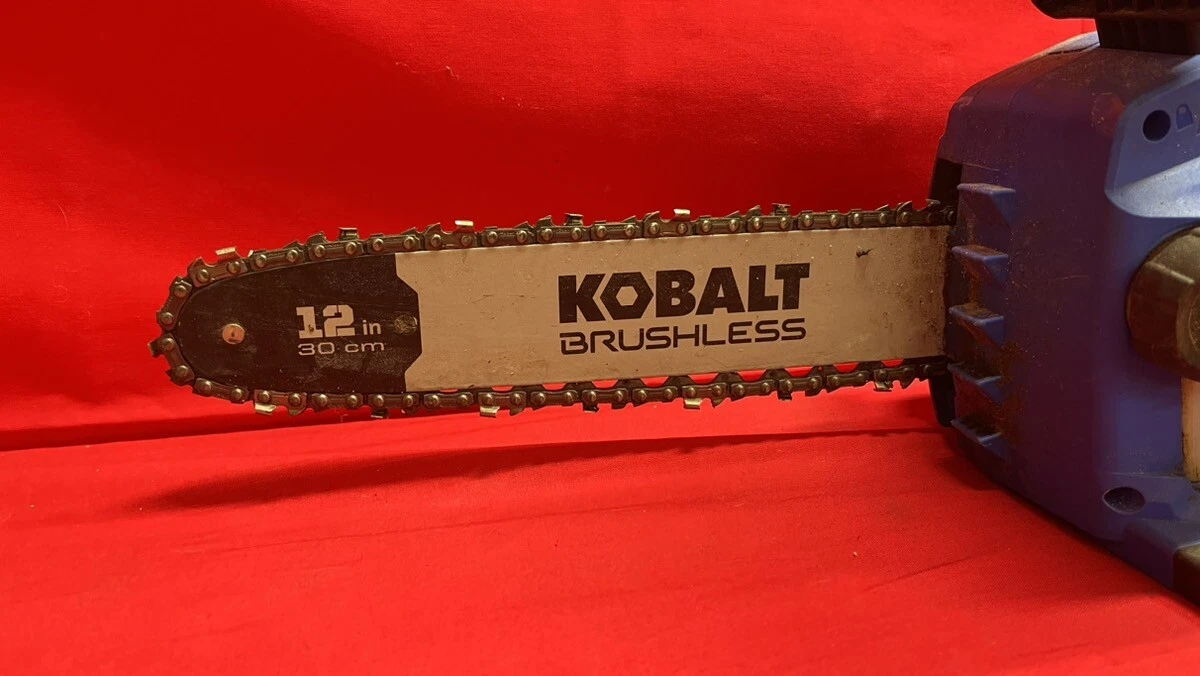 12 in
30 cm
KOBALT
BRUSHLESS